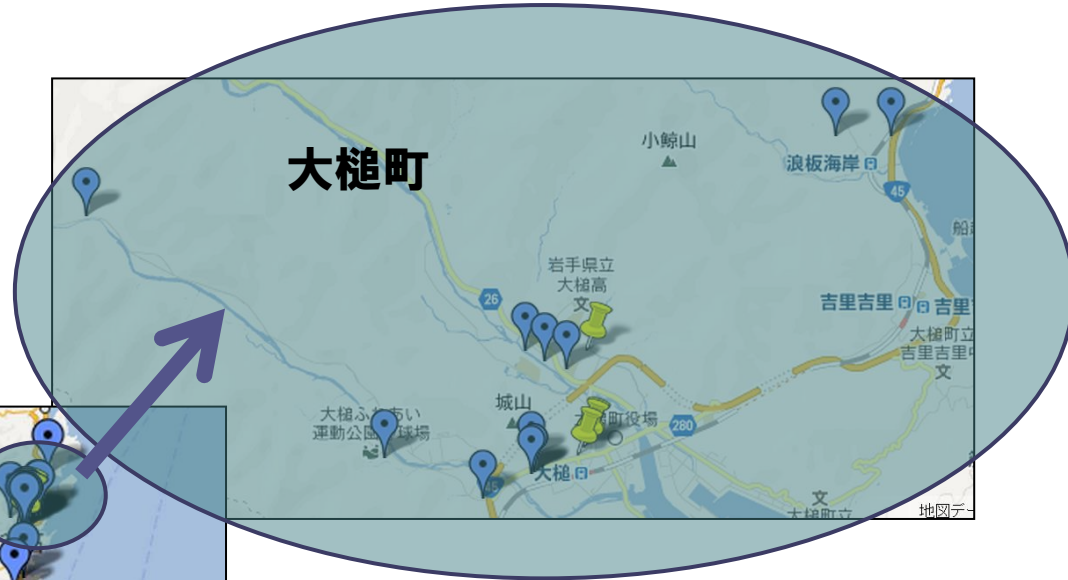 大槌町
小鯨山
浪板海岸
45
船
岩手県立
大槌高
文
26
吉里吉里
吉里
大槌町立
吉里吉里中
文
城山
町役場
280
大槌ふれあい
運動公園
球場
大槌
45
文
大槌町立
地図デー